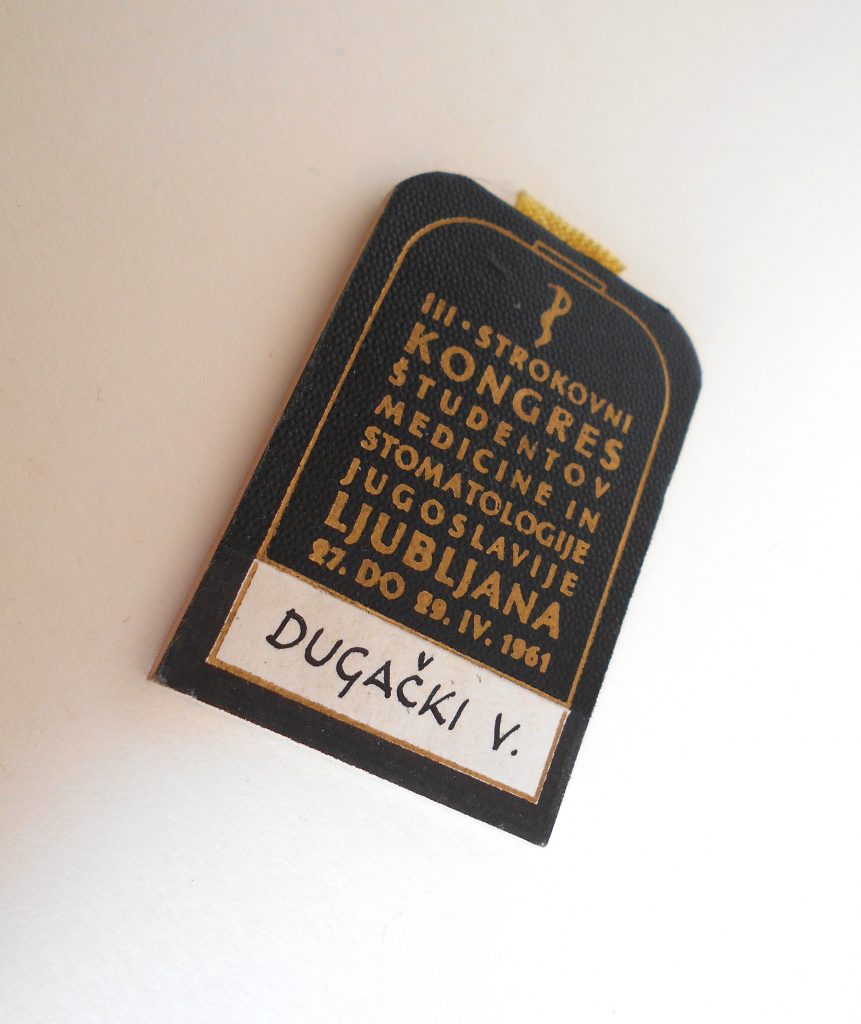 III · STROKOVNI
KONGRES
ŠTUDENTOV
MEDICINE IN
STOMATOLOGIJE
JUGOSLAVIJE
LJUBLJANA
27. DO 29. IV. 1961
DUGAČKI V.